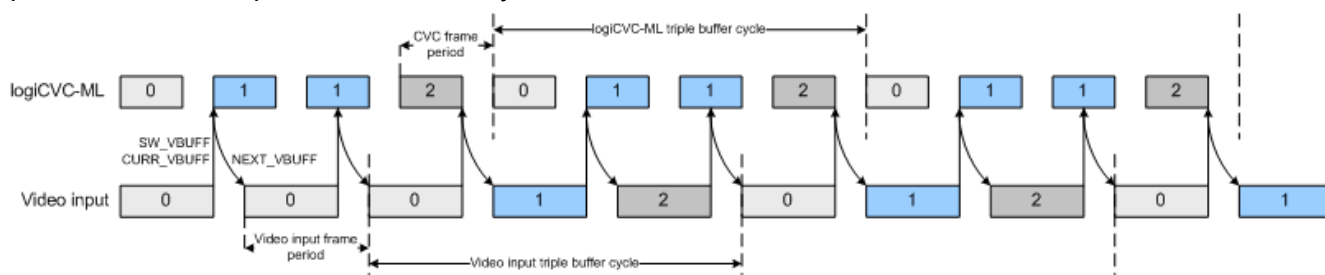 CVC frame
period
logiCVC-ML triple buffer cycle
logiCVC-ML 0 1 1 2 0 1 1 2 0 1 1 2
SW_VBUFF
CURR_VBUFF NEXT_VBUFF
Video input 0 0 0 1 2 0 1 2 0 1
Video input frame
period
Video input triple buffer cycle